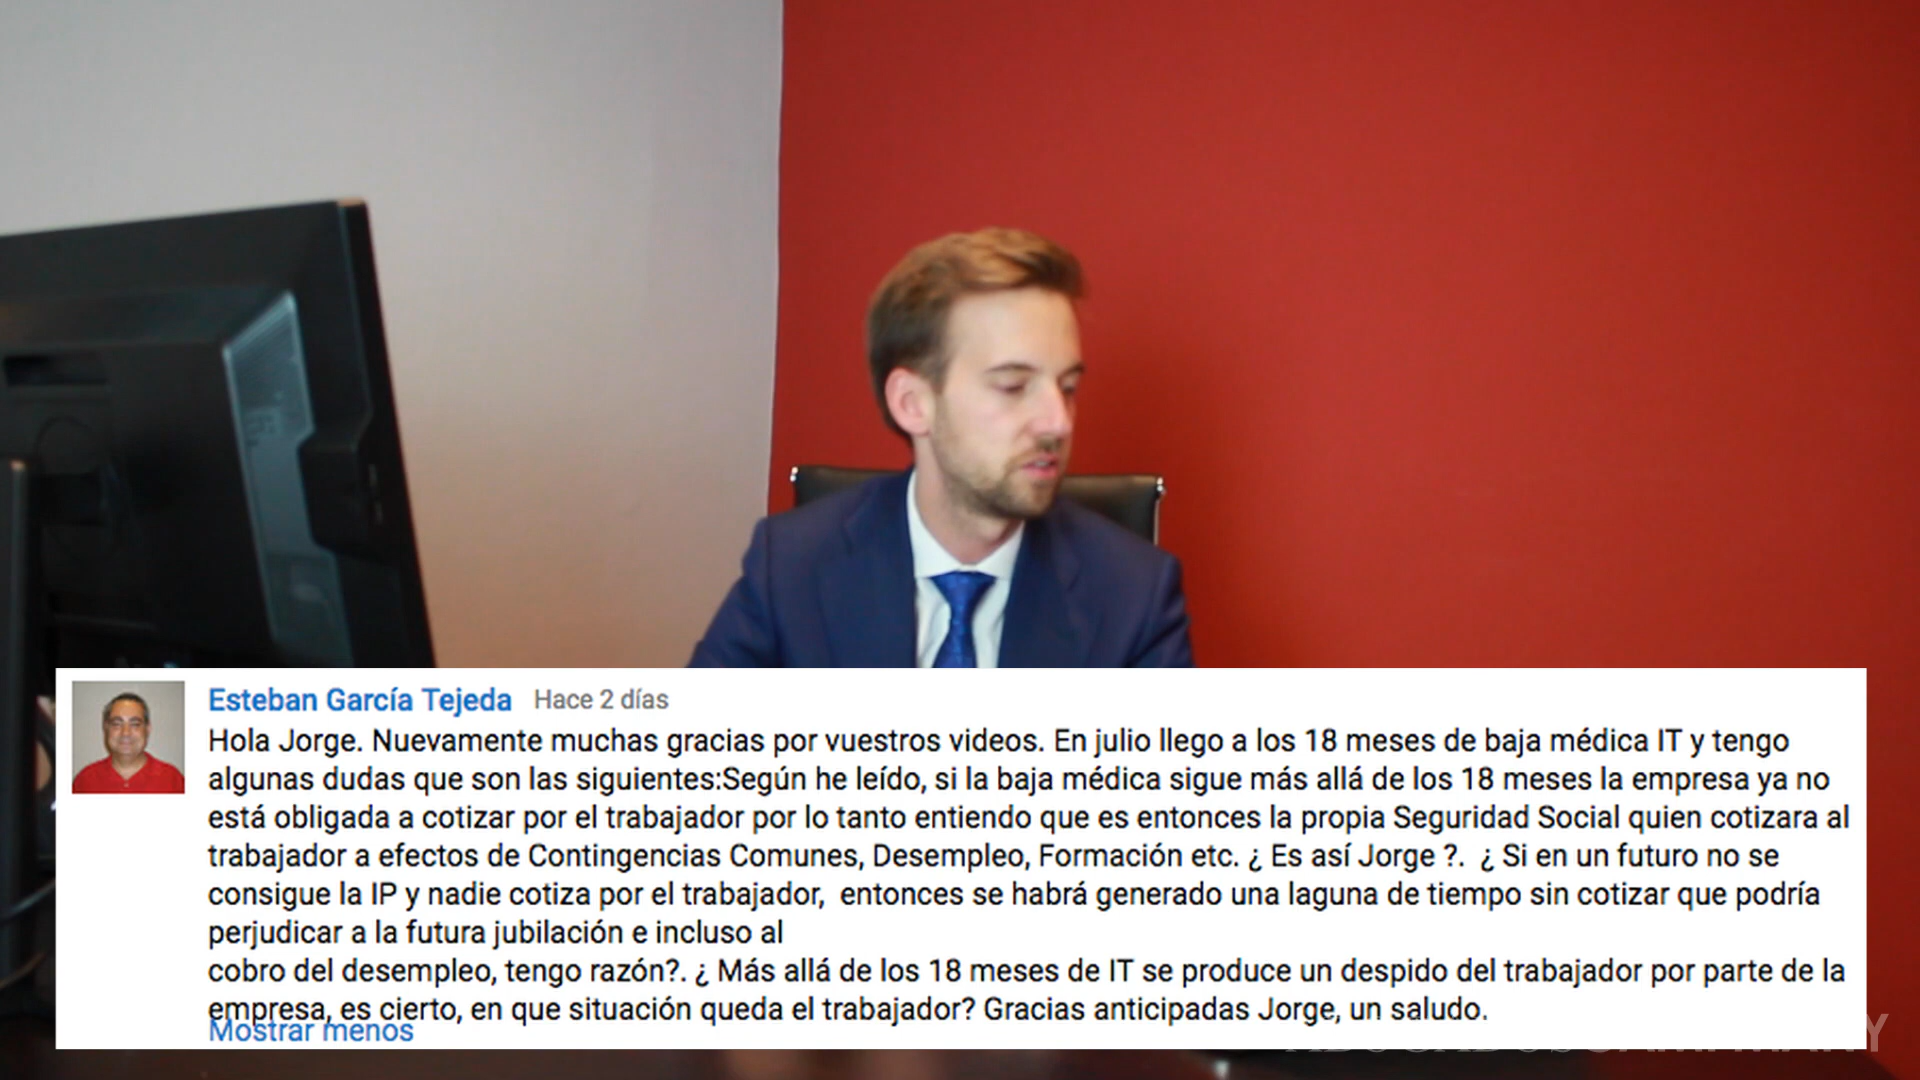 Esteban García Tejeda Hace 2 días
Hola Jorge. Nuevamente muchas gracias por vuestros videos. En julio llego a los 18 meses de baja médica IT y tengo
algunas dudas que son las siguientes:Según he leído, si la baja médica sigue más allá de los 18 meses la empresa ya no
está obligada a cotizar por el trabajador por lo tanto entiendo que es entonces la propia Seguridad Social quien cotizara al
trabajador a efectos de Contingencias Comunes, Desempleo, Formación etc. ¿ Es así Jorge ?.  ¿ Si en un futuro no se
consigue la IP y nadie cotiza por el trabajador,  entonces se habrá generado una laguna de tiempo sin cotizar que podría
perjudicar a la futura jubilación e incluso al
cobro del desempleo, tengo razón?. ¿ Más allá de los 18 meses de IT se produce un despido del trabajador por parte de la
empresa, es cierto, en que situación queda el trabajador? Gracias anticipadas Jorge, un saludo.
Mostrar menos